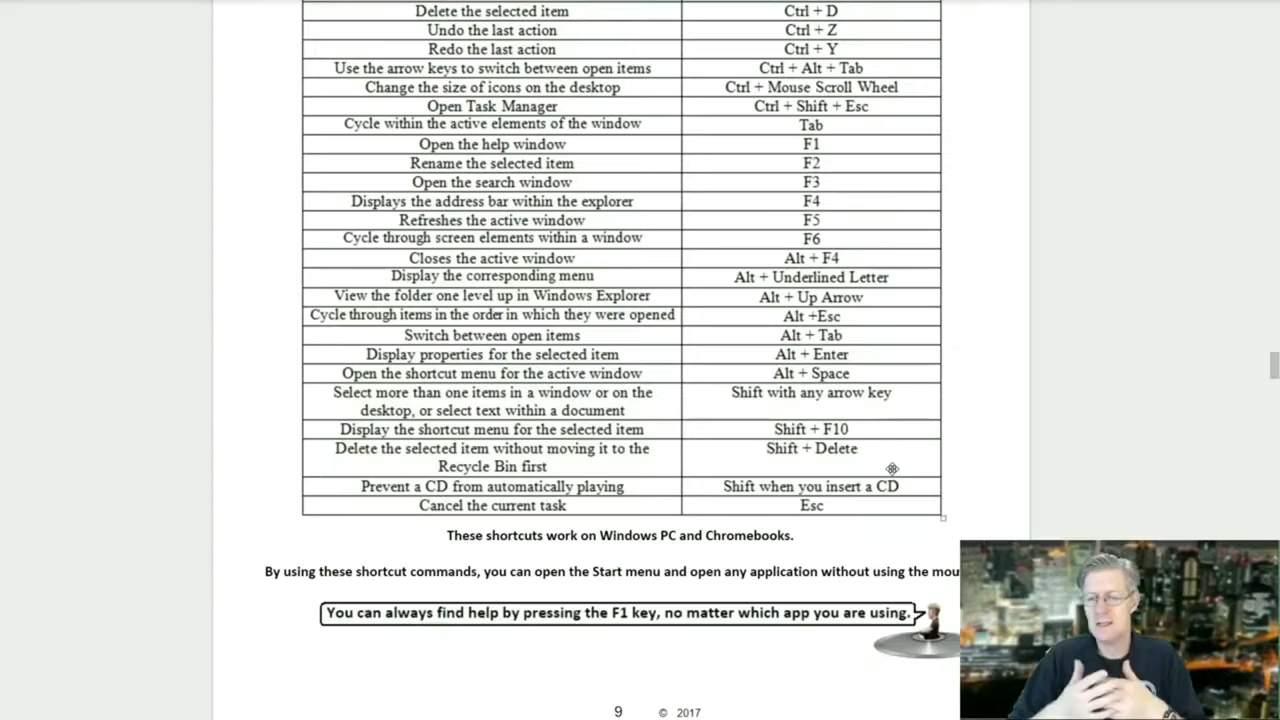 Delete the selected item Ctrl + D
Undo the last action Ctrl + Z
Redo the last action Ctrl + Y
Use the arrow keys to switch between open items Ctrl + Alt + Tab
Change the size of icons on the desktop Ctrl + Mouse Scroll Wheel
Open Task Manager Ctrl + Shift + Esc
Cycle within the active elements of the window Tab
Open the help window F1
Rename the selected item F2
Open the search window F3
Displays the address bar within the explorer F4
Refreshes the active window F5
Cycle through screen elements within a window F6
Closes the active window Alt + F4
Display the corresponding menu Alt + Underlined Letter
View the folder one level up in Windows Explorer Alt + Up Arrow
Cycle through items in the order in which they were opened Alt +Esc
Switch between open items Alt + Tab
Display properties for the selected item Alt + Enter
Open the shortcut menu for the active window Alt + Space
Select more than one items in a window or on the Shift with any arrow key
desktop, or select text within a document
Display the shortcut menu for the selected item Shift + F10
Delete the selected item without moving it to the Shift + Delete
Recycle Bin first
Prevent a CD from automatically playing Shift when you insert a CD
Cancel the current task Esc
These shortcuts work on Windows PC and Chromebooks.
By using these shortcut commands, you can open the Start menu and open any application without using the mou
You can always find help by pressing the F1 key, no matter which app you are using.
9 © 2017